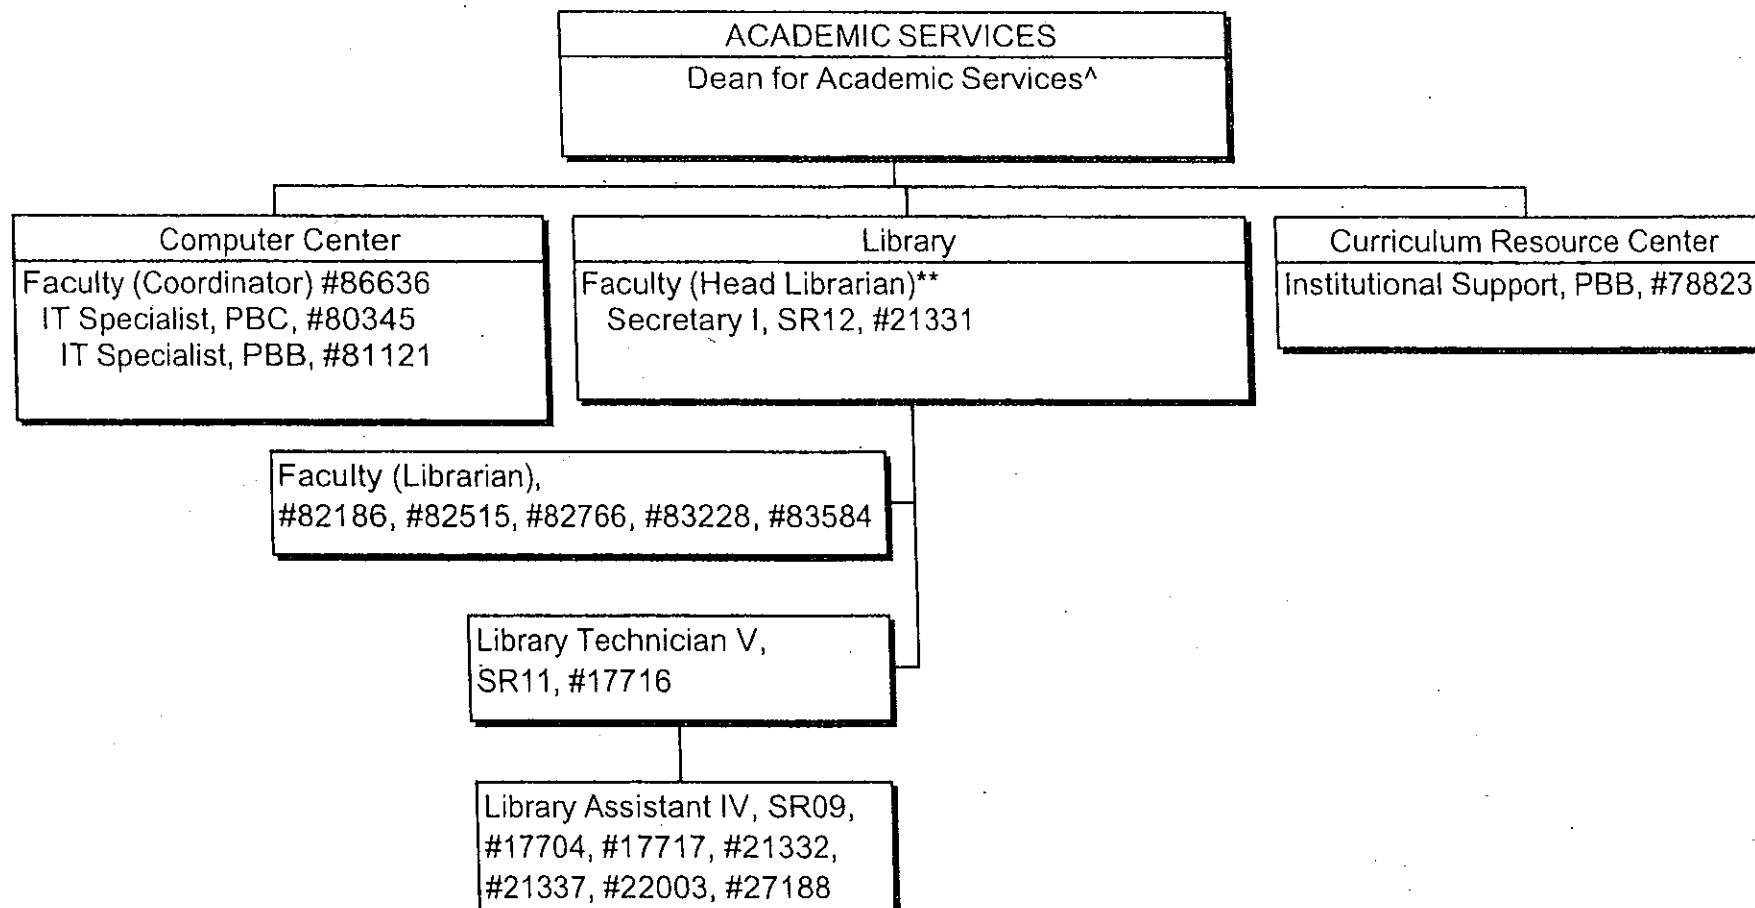 ACADEMIC SERVICES
Dean for Academic Services^
Computer Center
Faculty (Coordinator) #86636
IT Specialist, PBC, #80345
IT Specialist, PBB, #81121
Library
Faculty (Head Librarian)**
Secretary I, SR12, #21331
Curriculum Resource Center
Institutional Support, PBB, #78823
Faculty (Librarian),
#82186, #82515, #82766, #83228, #83584
Library Technician V,
SR11, #17716
Library Assistant IV, SR09,
#17704, #17717, #21332,
#21337, #22003, #27188